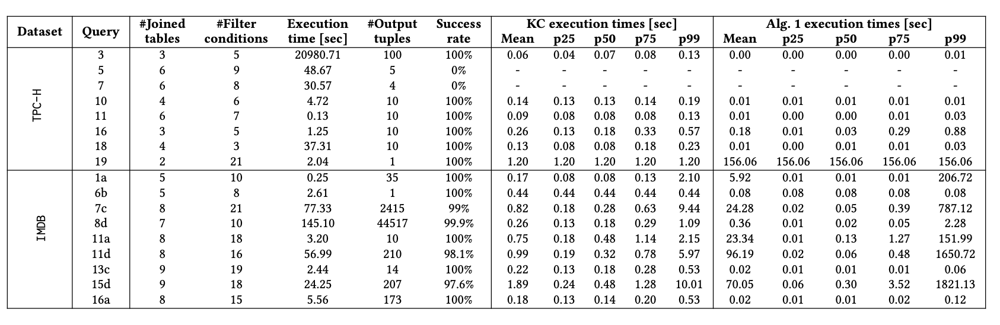 Dataset Query #Joined tables #Filter conditions Execution time [sec] #Output tuples Success rate KC execution times [sec] Alg. 1 execution times [sec]
Mean p25 p50 p75 p99 Mean p25 p50 p75 p99
TPC-H
3 3 5 20980.71 100 100% 0.06 0.04 0.07 0.08 0.13 0.00 0.00 0.00 0.00 0.01
5 6 9 48.67 5 0% - - - - - - - - - -
7 6 8 30.57 4 0% - - - - - - - - - -
10 4 6 4.72 10 100% 0.14 0.13 0.13 0.14 0.19 0.01 0.01 0.01 0.01 0.01
11 6 7 0.13 10 100% 0.09 0.08 0.08 0.08 0.13 0.01 0.00 0.00 0.01 0.03
16 3 5 1.25 10 100% 0.26 0.13 0.18 0.33 0.57 0.18 0.01 0.03 0.29 0.88
18 4 3 37.31 10 100% 0.13 0.08 0.08 0.18 0.23 0.01 0.00 0.01 0.01 0.03
19 2 21 2.04 1 100% 1.20 1.20 1.20 1.20 1.20 156.06 156.06 156.06 156.06 156.06
IMDB
1a 5 10 0.25 35 100% 0.17 0.08 0.08 0.13 2.10 5.92 0.01 0.01 0.01 206.72
6b 5 8 2.61 1 100% 0.44 0.44 0.44 0.44 0.44 0.08 0.08 0.08 0.08 0.08
7c 8 21 77.33 2415 99% 0.82 0.18 0.28 0.63 9.44 24.28 0.02 0.05 0.39 787.12
8d 7 10 145.10 44517 99.9% 0.26 0.13 0.18 0.29 1.09 0.36 0.01 0.02 0.05 2.28
11a 8 18 3.20 10 100% 0.75 0.18 0.48 1.14 2.15 23.34 0.01 0.13 1.27 151.99
11d 8 16 56.99 210 98.1% 0.99 0.19 0.32 0.78 5.97 96.19 0.02 0.06 0.48 1650.72
13c 9 19 2.44 14 100% 0.22 0.13 0.18 0.28 0.53 0.02 0.01 0.01 0.01 0.06
15d 9 18 24.25 207 97.6% 1.89 0.24 0.48 1.28 10.01 70.05 0.06 0.30 3.52 1821.13
16a 8 15 5.56 173 100% 0.18 0.13 0.14 0.20 0.53 0.02 0.01 0.01 0.02 0.12